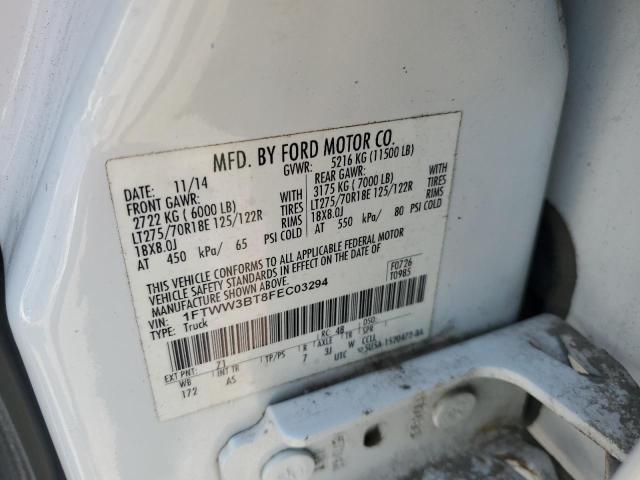 MFD. BY FORD MOTOR CO.
DATE: 11/14 GVWR: 5216 KG (11500 LB)
FRONT GAWR: REAR GAWR:
2722 KG (6000 LB) WITH 3175 KG (7000 LB) WITH
LT275/70R18E 125/122R TIRES LT275/70R18E 125/122R TIRES
18X8.0J RIMS 18X8.0J RIMS
AT 450 kPa/ 65 PSI COLD AT 550 kPa/ 80 PSI COLD
THIS VEHICLE CONFORMS TO ALL APPLICABLE FEDERAL MOTOR
VEHICLE SAFETY STANDARDS IN EFFECT ON THE DATE OF
MANUFACTURE SHOWN ABOVE.
F0726
T0985
VIN: 1FTWW3BT8FEC03294
TYPE: Truck
EXT PNT: Z1 RC: 48 DSO:
WB INT TR TP/PS R AXLE TR SPR
172 AS 7 3J W CCLL
UTC